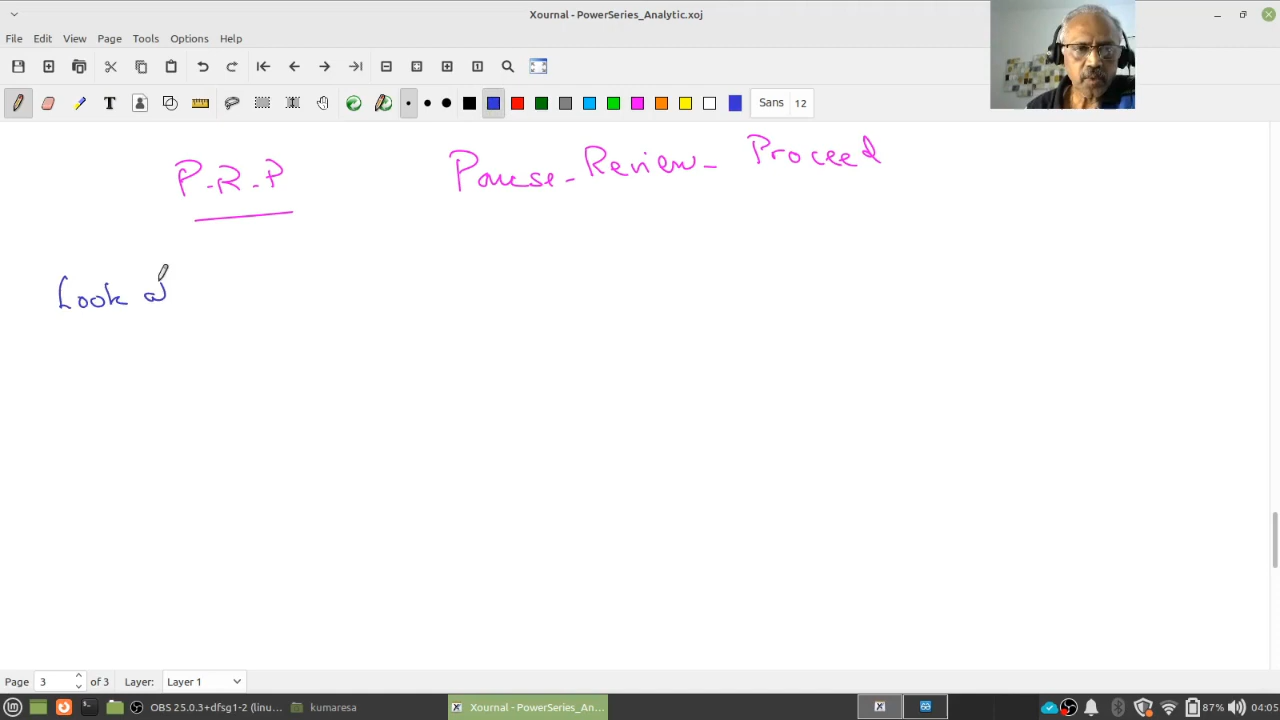 Xournal - PowerSeries_Analytic.xoj
File Edit View Page Tools Options Help
Sans 12
P-R-P Pause-Review- Proceed
Look a
Page 3 of 3 Layer: Layer 1
OBS 25.0.3+dfsg1-2 (linu... kumaresa Xournal - PowerSeries_An... 87% 04:05